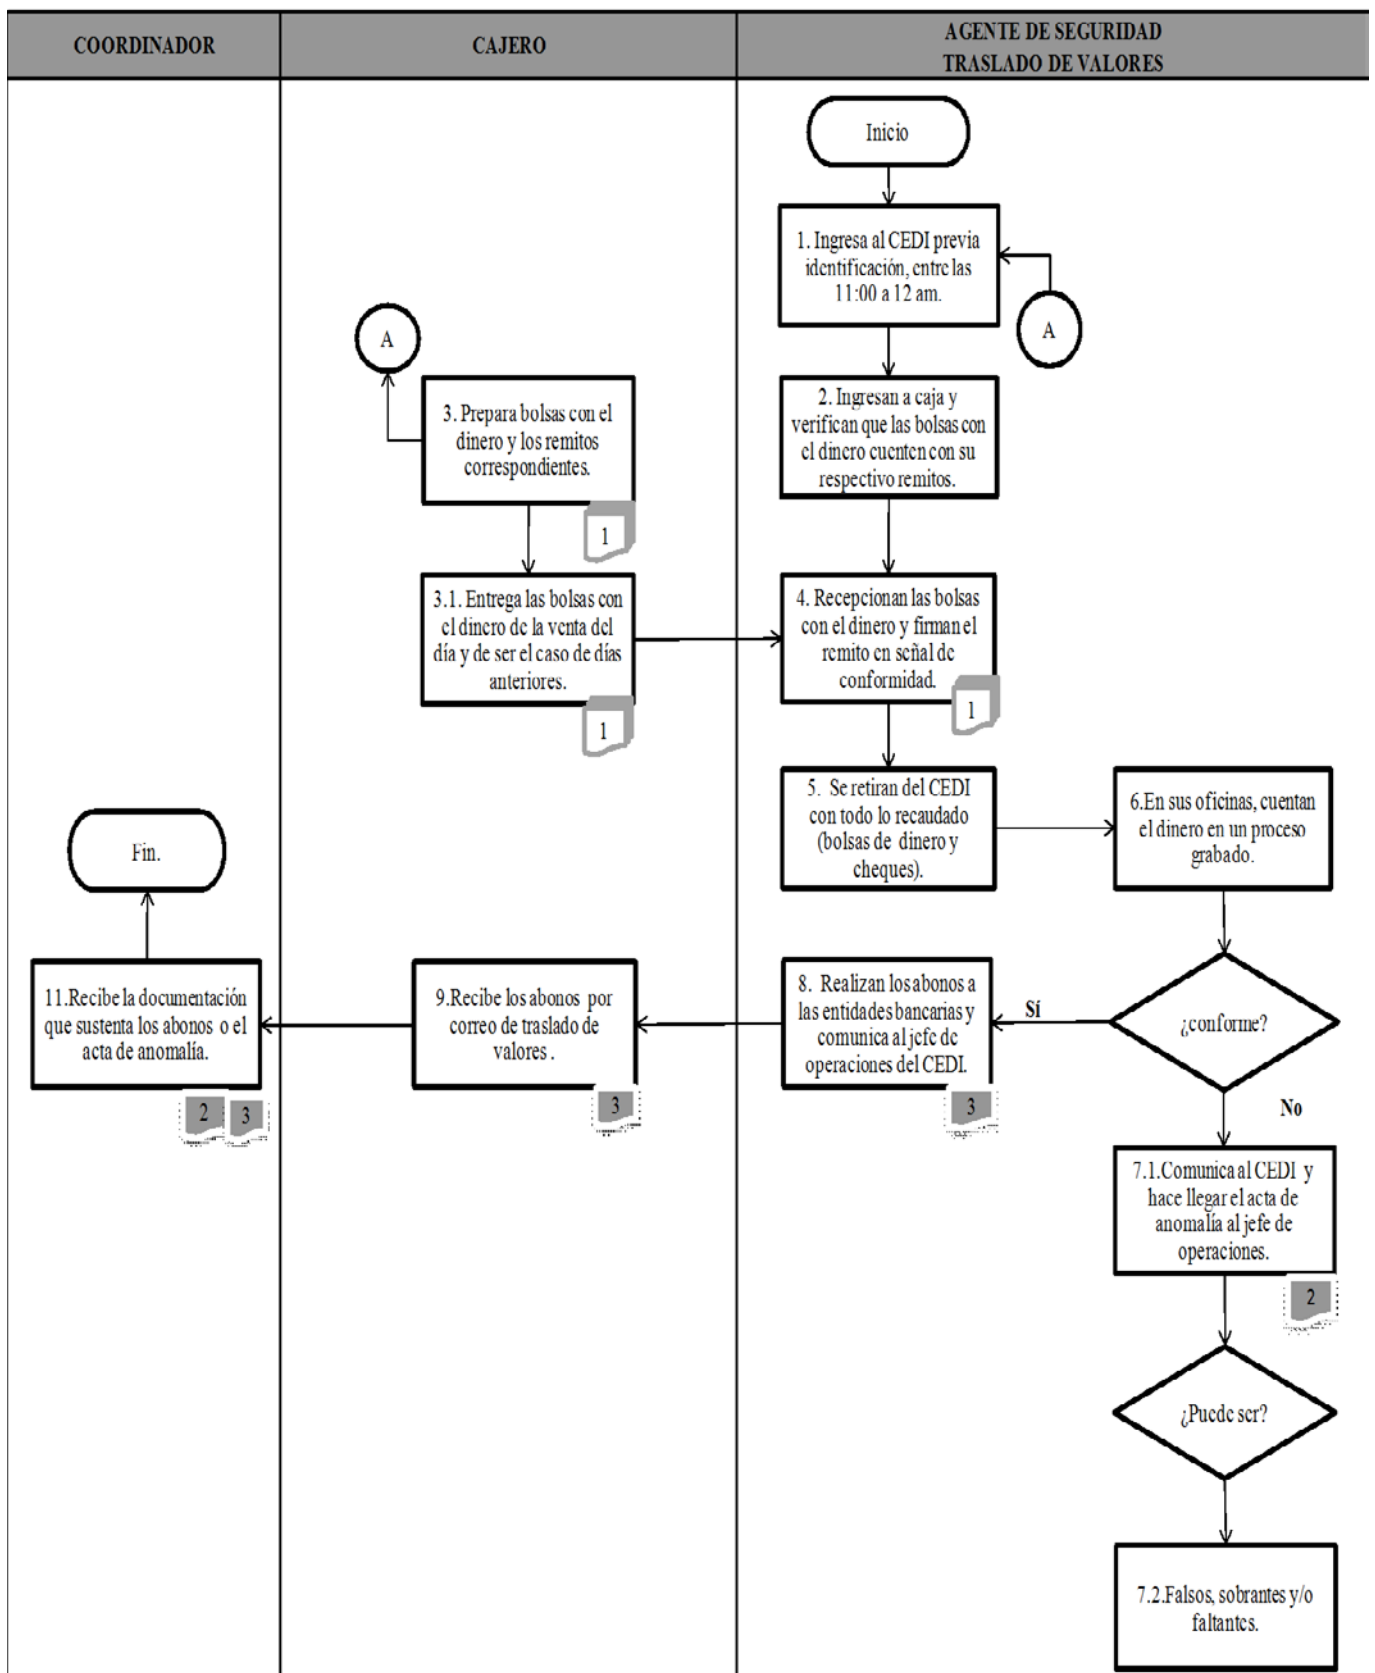 COORDINADOR
CAJERO
AGENTE DE SEGURIDAD
TRASLADO DE VALORES
Inicio
1. Ingresa al CEDI previa
identificación, entre las
11:00 a 12 am.
A
A
2. Ingresan a caja y
verifican que las bolsas con
el dinero cuenten con su
respectivo remitos.
3. Prepara bolsas con el
dinero y los remitos
correspondientes.
1
3.1. Entrega las bolsas con
el dinero de la venta del
día y de ser el caso de días
anteriores.
1
4. Recepcionan las bolsas
con el dinero y firman el
remito en señal de
conformidad.
1
5. Se retiran del CEDI
con todo lo recaudado
(bolsas de dinero y
cheques).
6.En sus oficinas, cuentan
el dinero en un proceso
grabado.
Fin.
11.Recibe la documentación
que sustenta los abonos o el
acta de anomalía.
2
3
9.Recibe los abonos por
correo de traslado de
valores .
3
8. Realizan los abonos a
las entidades bancarias y
comunica al jefe de
operaciones del CEDI.
3
Sí
¿conforme?
No
7.1.Comunica al CEDI y
hace llegar el acta de
anomalía al jefe de
operaciones.
2
¿Puede ser?
7.2.Falsos, sobrantes y/o
faltantes.